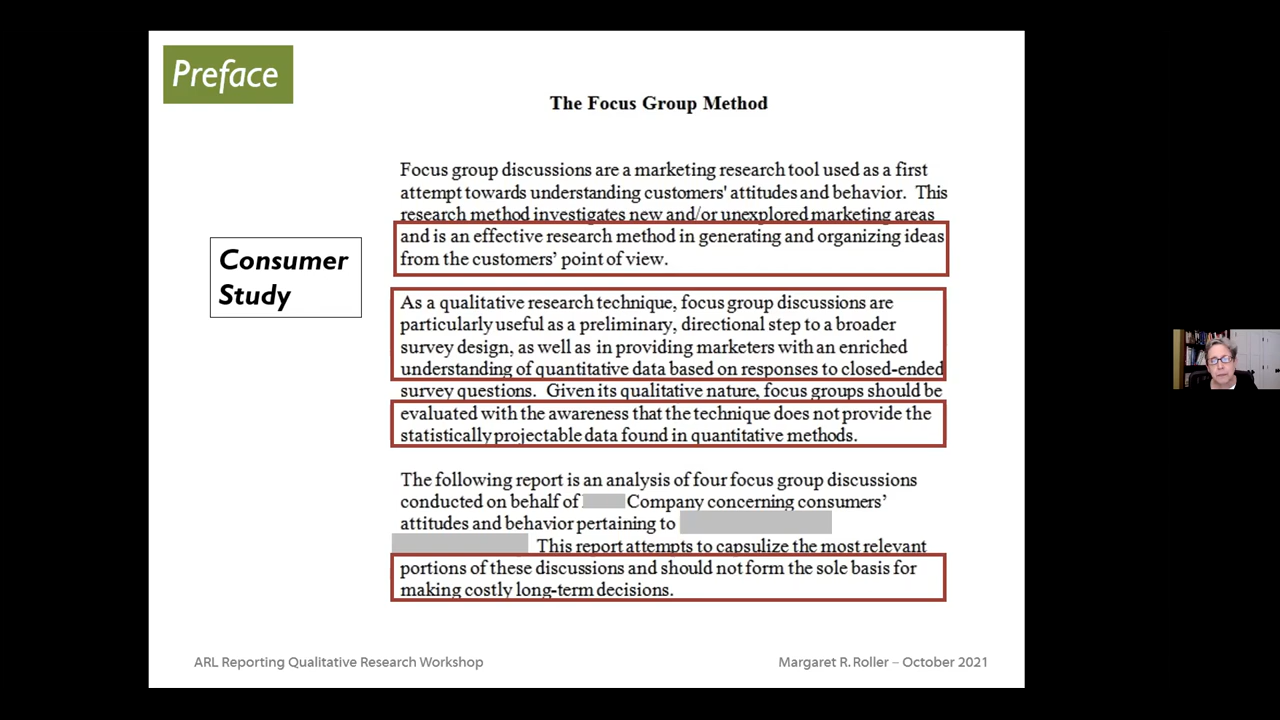 Preface
The Focus Group Method
Focus group discussions are a marketing research tool used as a first
attempt towards understanding customers' attitudes and behavior. This
research method investigates new and/or unexplored marketing areas
and is an effective research method in generating and organizing ideas
from the customers' point of view.
Consumer
Study
As a qualitative research technique, focus group discussions are
particularly useful as a preliminary, directional step to a broader
survey design, as well as in providing marketers with an enriched
understanding of quantitative data based on responses to closed-ended
survey questions. Given its qualitative nature, focus groups should be
evaluated with the awareness that the technique does not provide the
statistically projectable data found in quantitative methods.
The following report is an analysis of four focus group discussions
conducted on behalf of Company concerning consumers'
attitudes and behavior pertaining to
This report attempts to capsulize the most relevant
portions of these discussions and should not form the sole basis for
making costly long-term decisions.
ARL Reporting Qualitative Research Workshop
Margaret R. Roller – October 2021